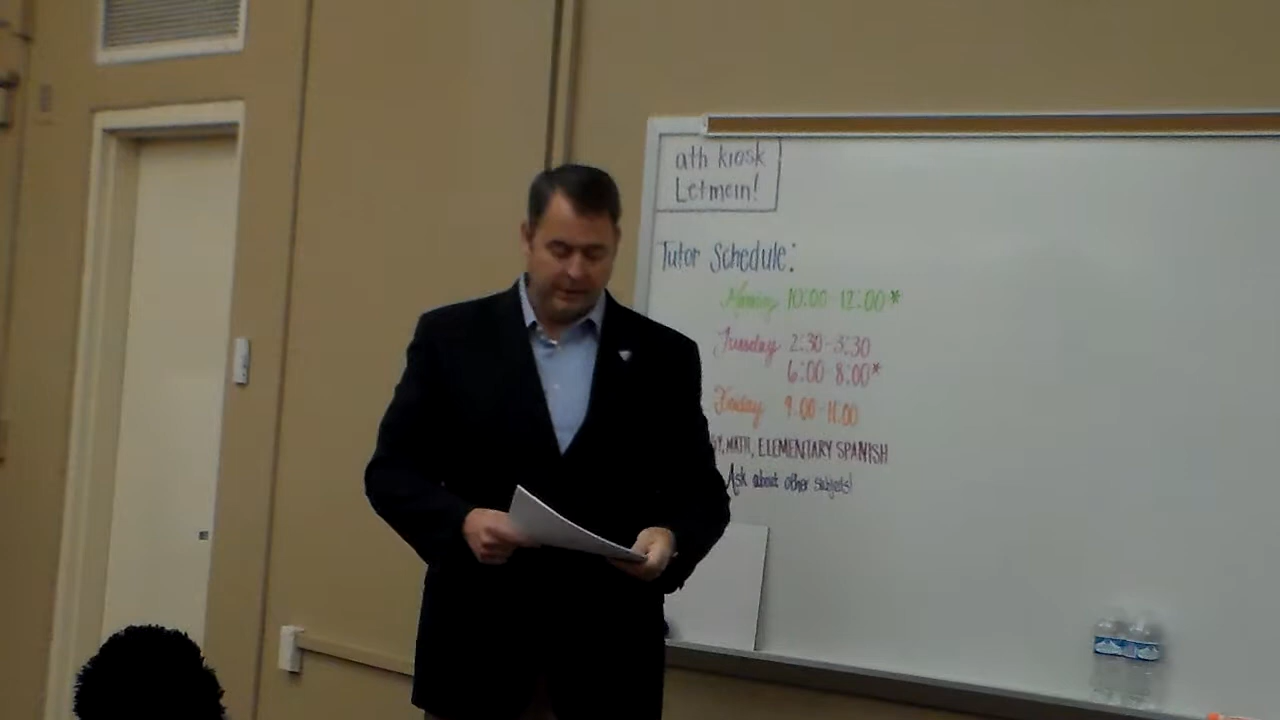 ath kiosk
Letmein!
Tutor Schedule:
10:00-12:00*
Tuesday 2:30-3:30
6:00-8:00*
Friday 9:00-11:00
MATH, ELEMENTARY SPANISH
Ask about other subjects!